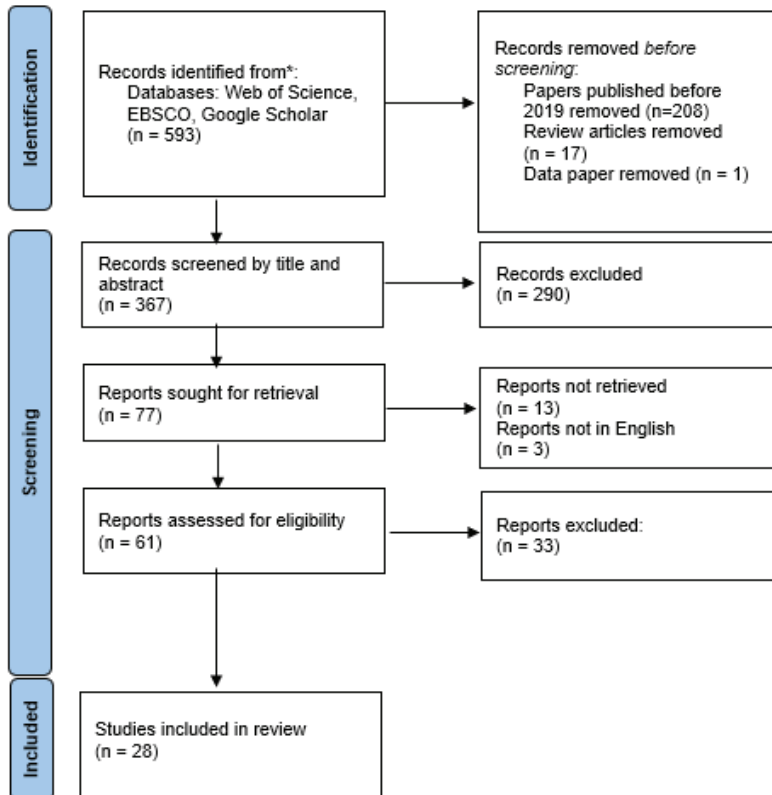 Identification
Records identified from*:
Databases: Web of Science,
EBSCO, Google Scholar
(n = 593)
Records removed before
screening:
Papers published before
2019 removed (n=208)
Review articles removed
(n = 17)
Data paper removed (n = 1)
Screening
Records screened by title and
abstract
(n = 367)
Records excluded
(n = 290)
Reports sought for retrieval
(n = 77)
Reports not retrieved
(n = 13)
Reports not in English
(n = 3)
Reports assessed for eligibility
(n = 61)
Reports excluded:
(n = 33)
Included
Studies included in review
(n = 28)